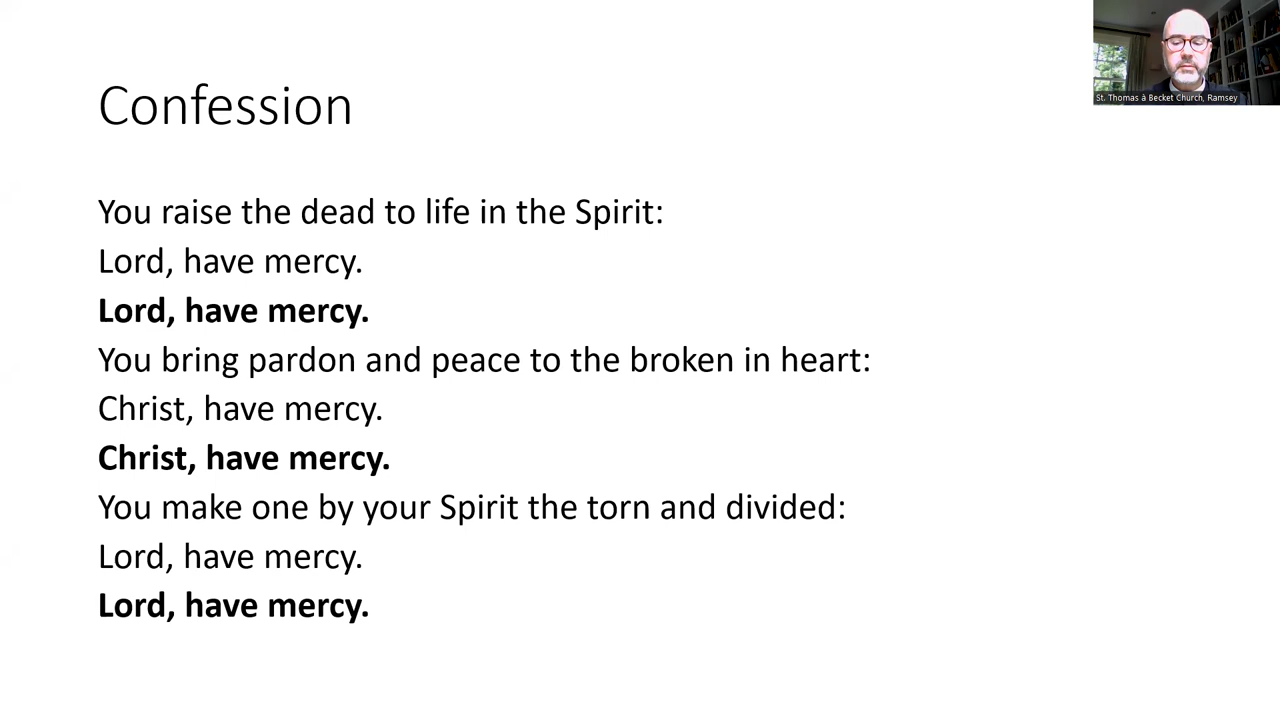 Confession
You raise the dead to life in the Spirit:
Lord, have mercy.
Lord, have mercy.
You bring pardon and peace to the broken in heart:
Christ, have mercy.
Christ, have mercy.
You make one by your Spirit the torn and divided:
Lord, have mercy.
Lord, have mercy.
St. Thomas à Becket Church, Ramsey